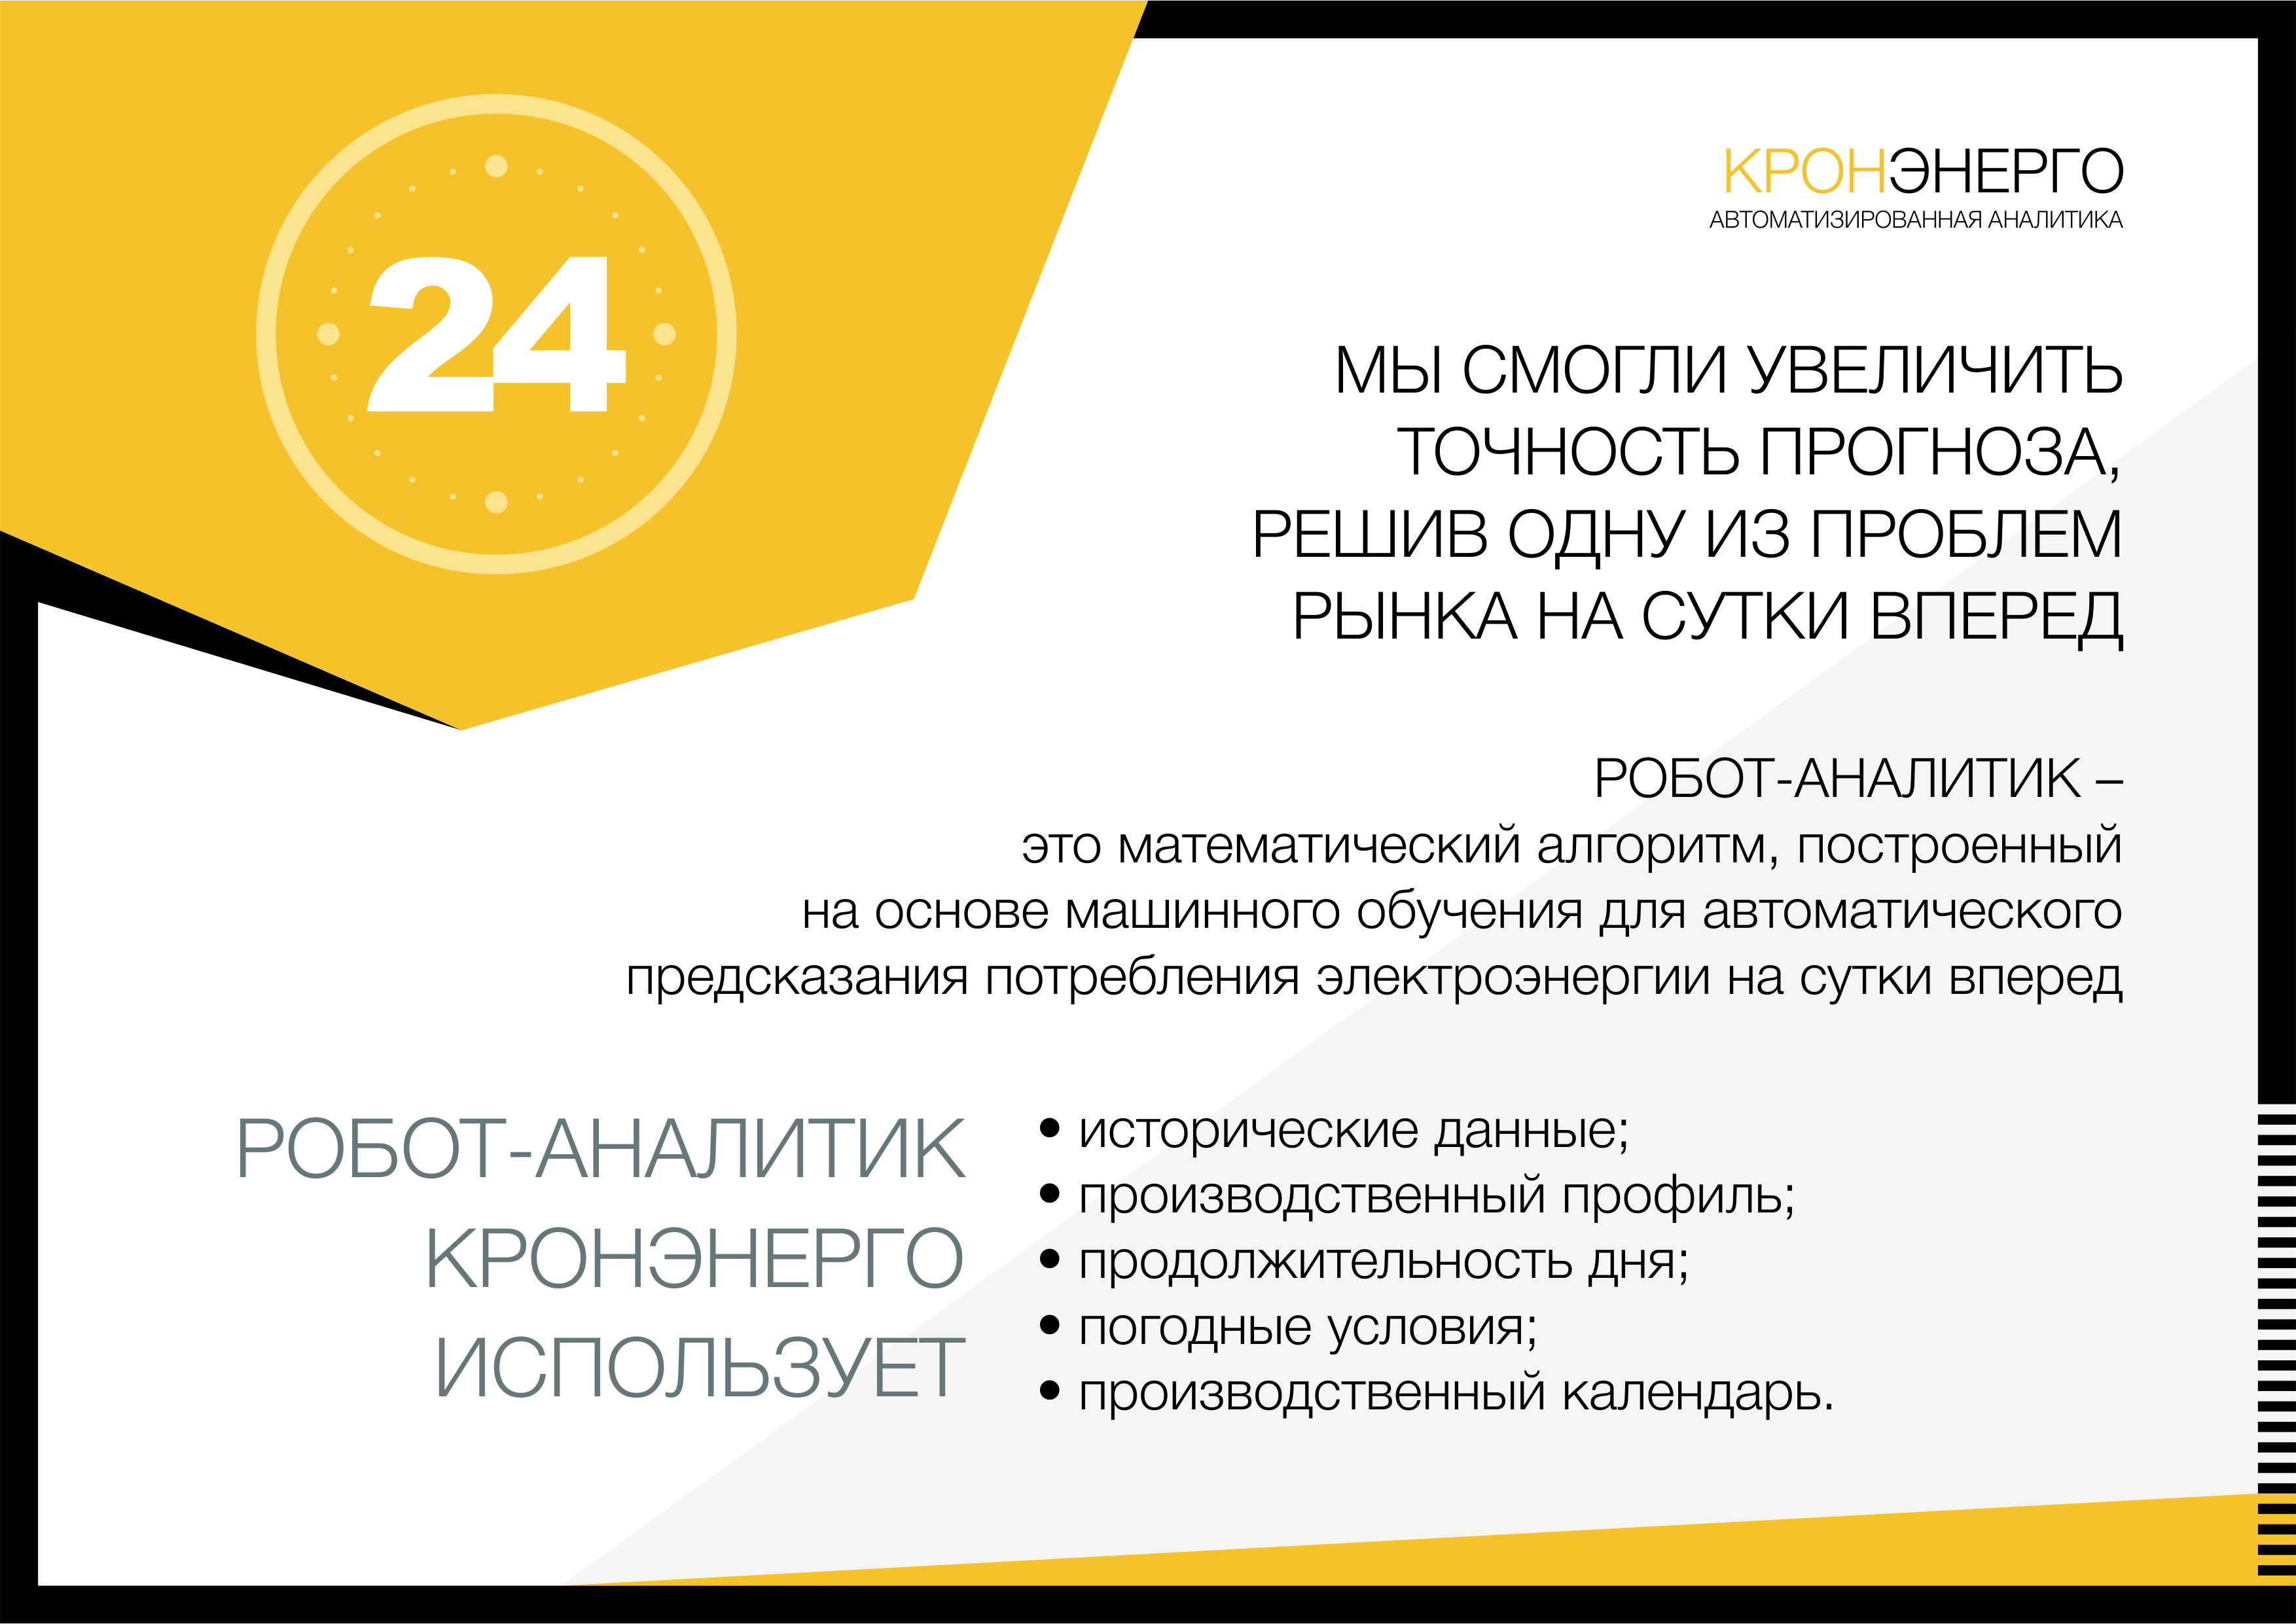 24
КРОНЭНЕРГО
АВТОМАТИЗИРОВАННАЯ АНАЛИТИКА
МЫ СМОГЛИ УВЕЛИЧИТЬ
ТОЧНОСТЬ ПРОГНОЗА,
РЕШИВ ОДНУ ИЗ ПРОБЛЕМ
РЫНКА НА СУТКИ ВПЕРЕД
РОБОТ-АНАЛИТИК –
это математический алгоритм, построенный
на основе машинного обучения для автоматического
предсказания потребления электроэнергии на сутки вперед
РОБОТ-АНАЛИТИК
КРОНЭНЕРГО
ИСПОЛЬЗУЕТ
• исторические данные;
• производственный профиль;
• продолжительность дня;
• погодные условия;
• производственный календарь.